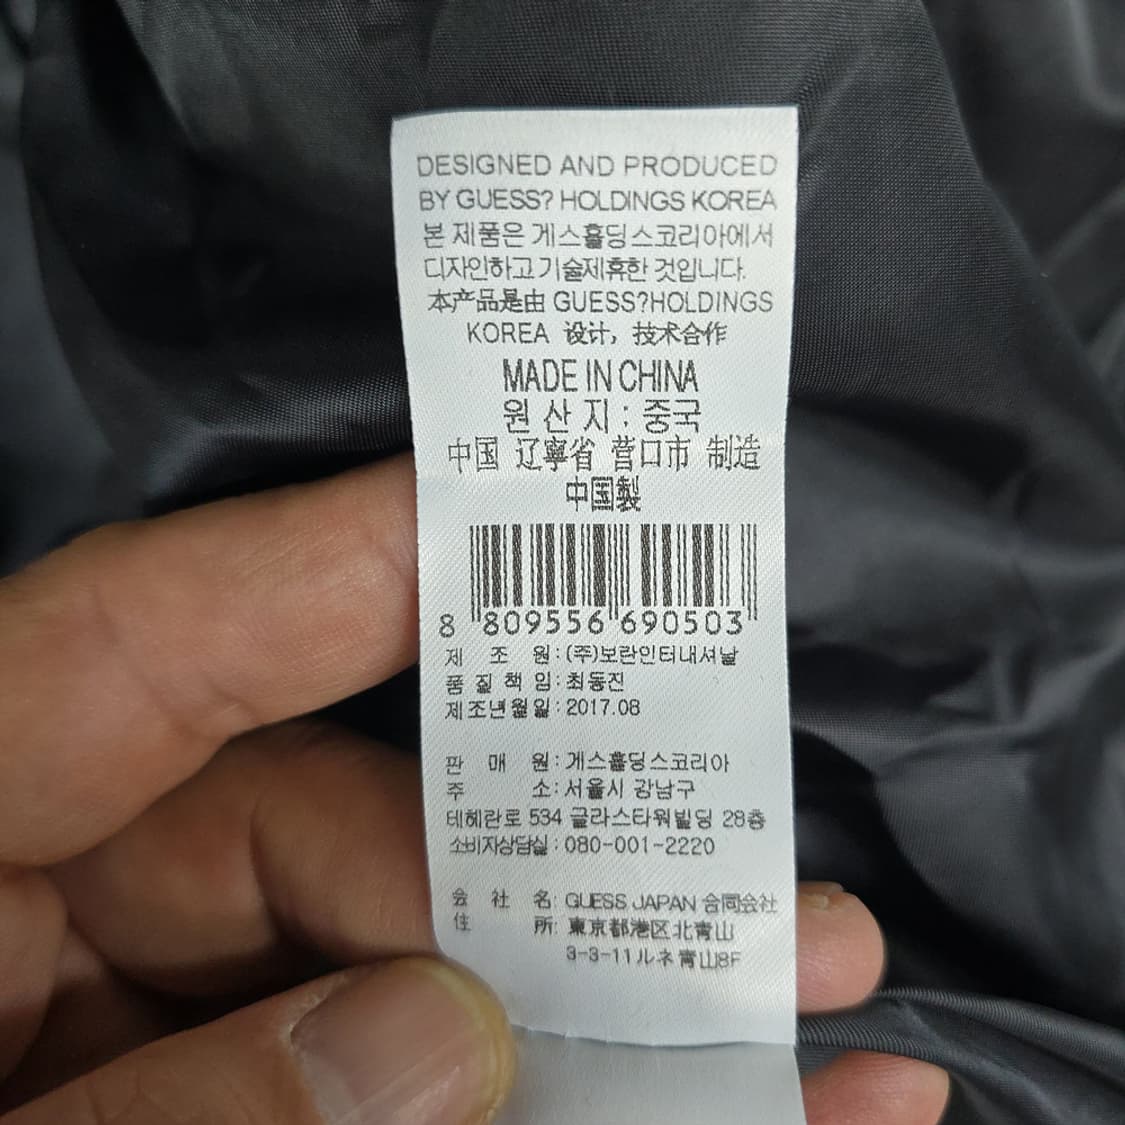 DESIGNED AND PRODUCED
BY GUESS? HOLDINGS KOREA
본 제품은 게스홀딩스코리아에서
디자인하고 기술제휴한 것입니다.
本产品是由 GUESS?HOLDINGS
KOREA 设计, 技术合作
MADE IN CHINA
원 산 지 : 중국
中国 辽宁省 营口市 制造
中国製
8 809556 690503
제 조 원 : (주)보란인터내셔날
품 질 책 임 : 최동진
제조년월일 : 2017.08
판 매 원 : 게스홀딩스코리아
주 소 : 서울시 강남구
테헤란로 534 글라스타워빌딩 28층
소비자상담실 : 080-001-2220
会 社 名: GUESS JAPAN 合同会社
住 所: 東京都港区北青山
3-3-11ルネ青山8F